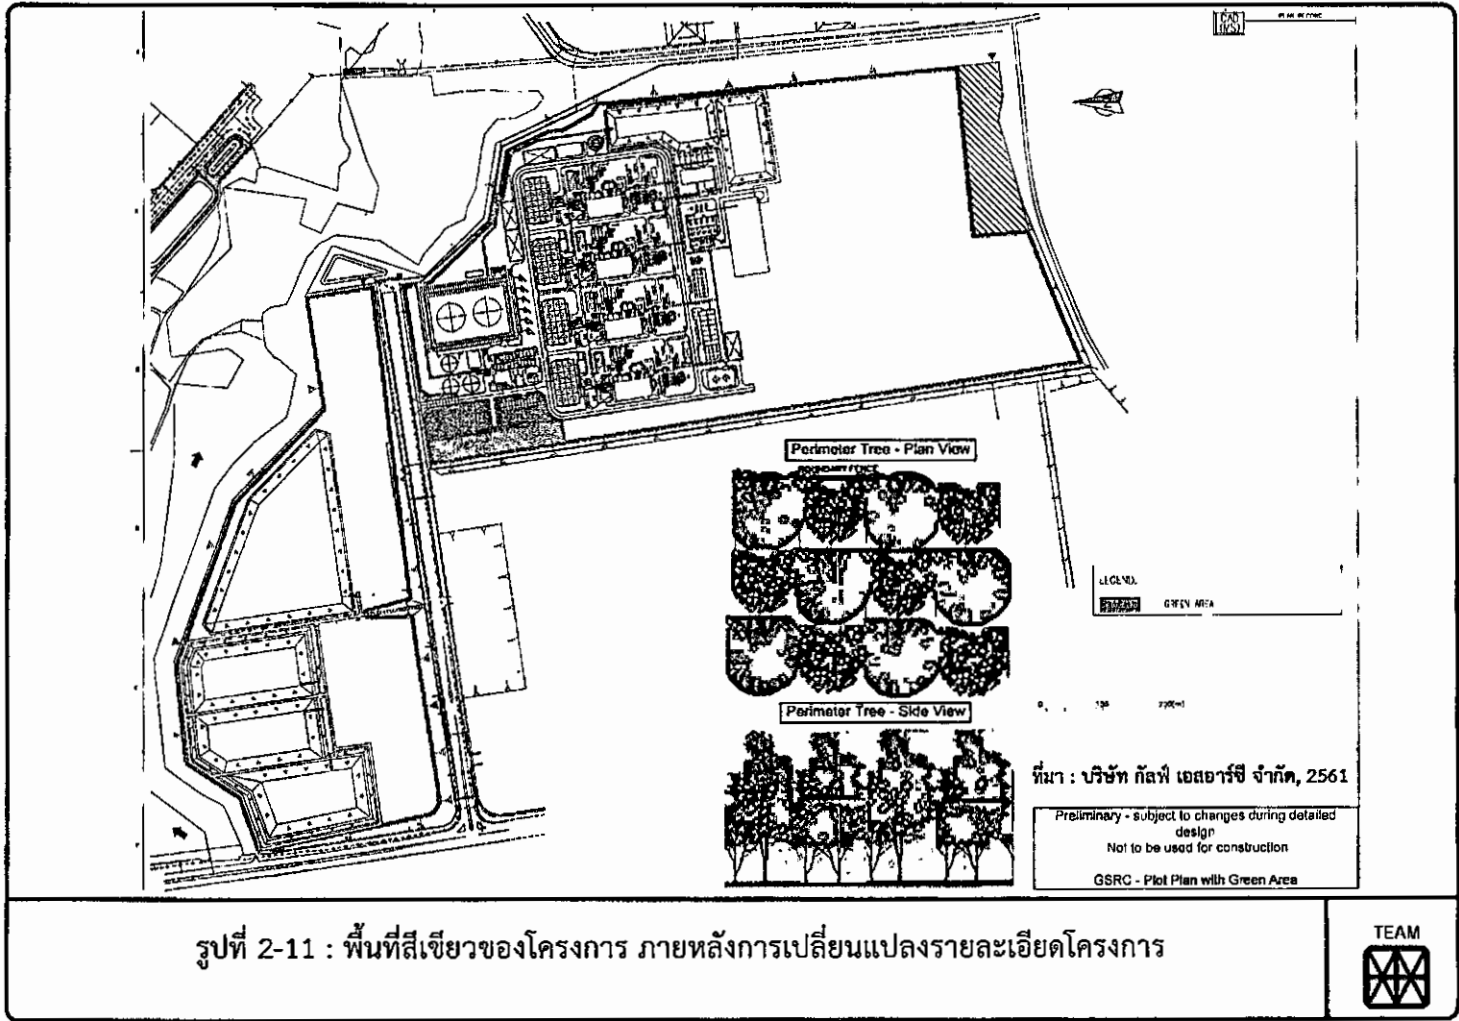 Perimeter Tree - Plan View
BOUNDARY FENCE
LEGEND:
GREEN AREA
Perimeter Tree - Side View
ที่มา : บริษัท กัลฟ์ เอสอาร์ซี จำกัด, 2561
Preliminary - subject to changes during detailed
design
Not to be used for construction
GSRC - Plot Plan with Green Area
รูปที่ 2-11 : พื้นที่สีเขียวของโครงการ ภายหลังการเปลี่ยนแปลงรายละเอียดโครงการ
TEAM